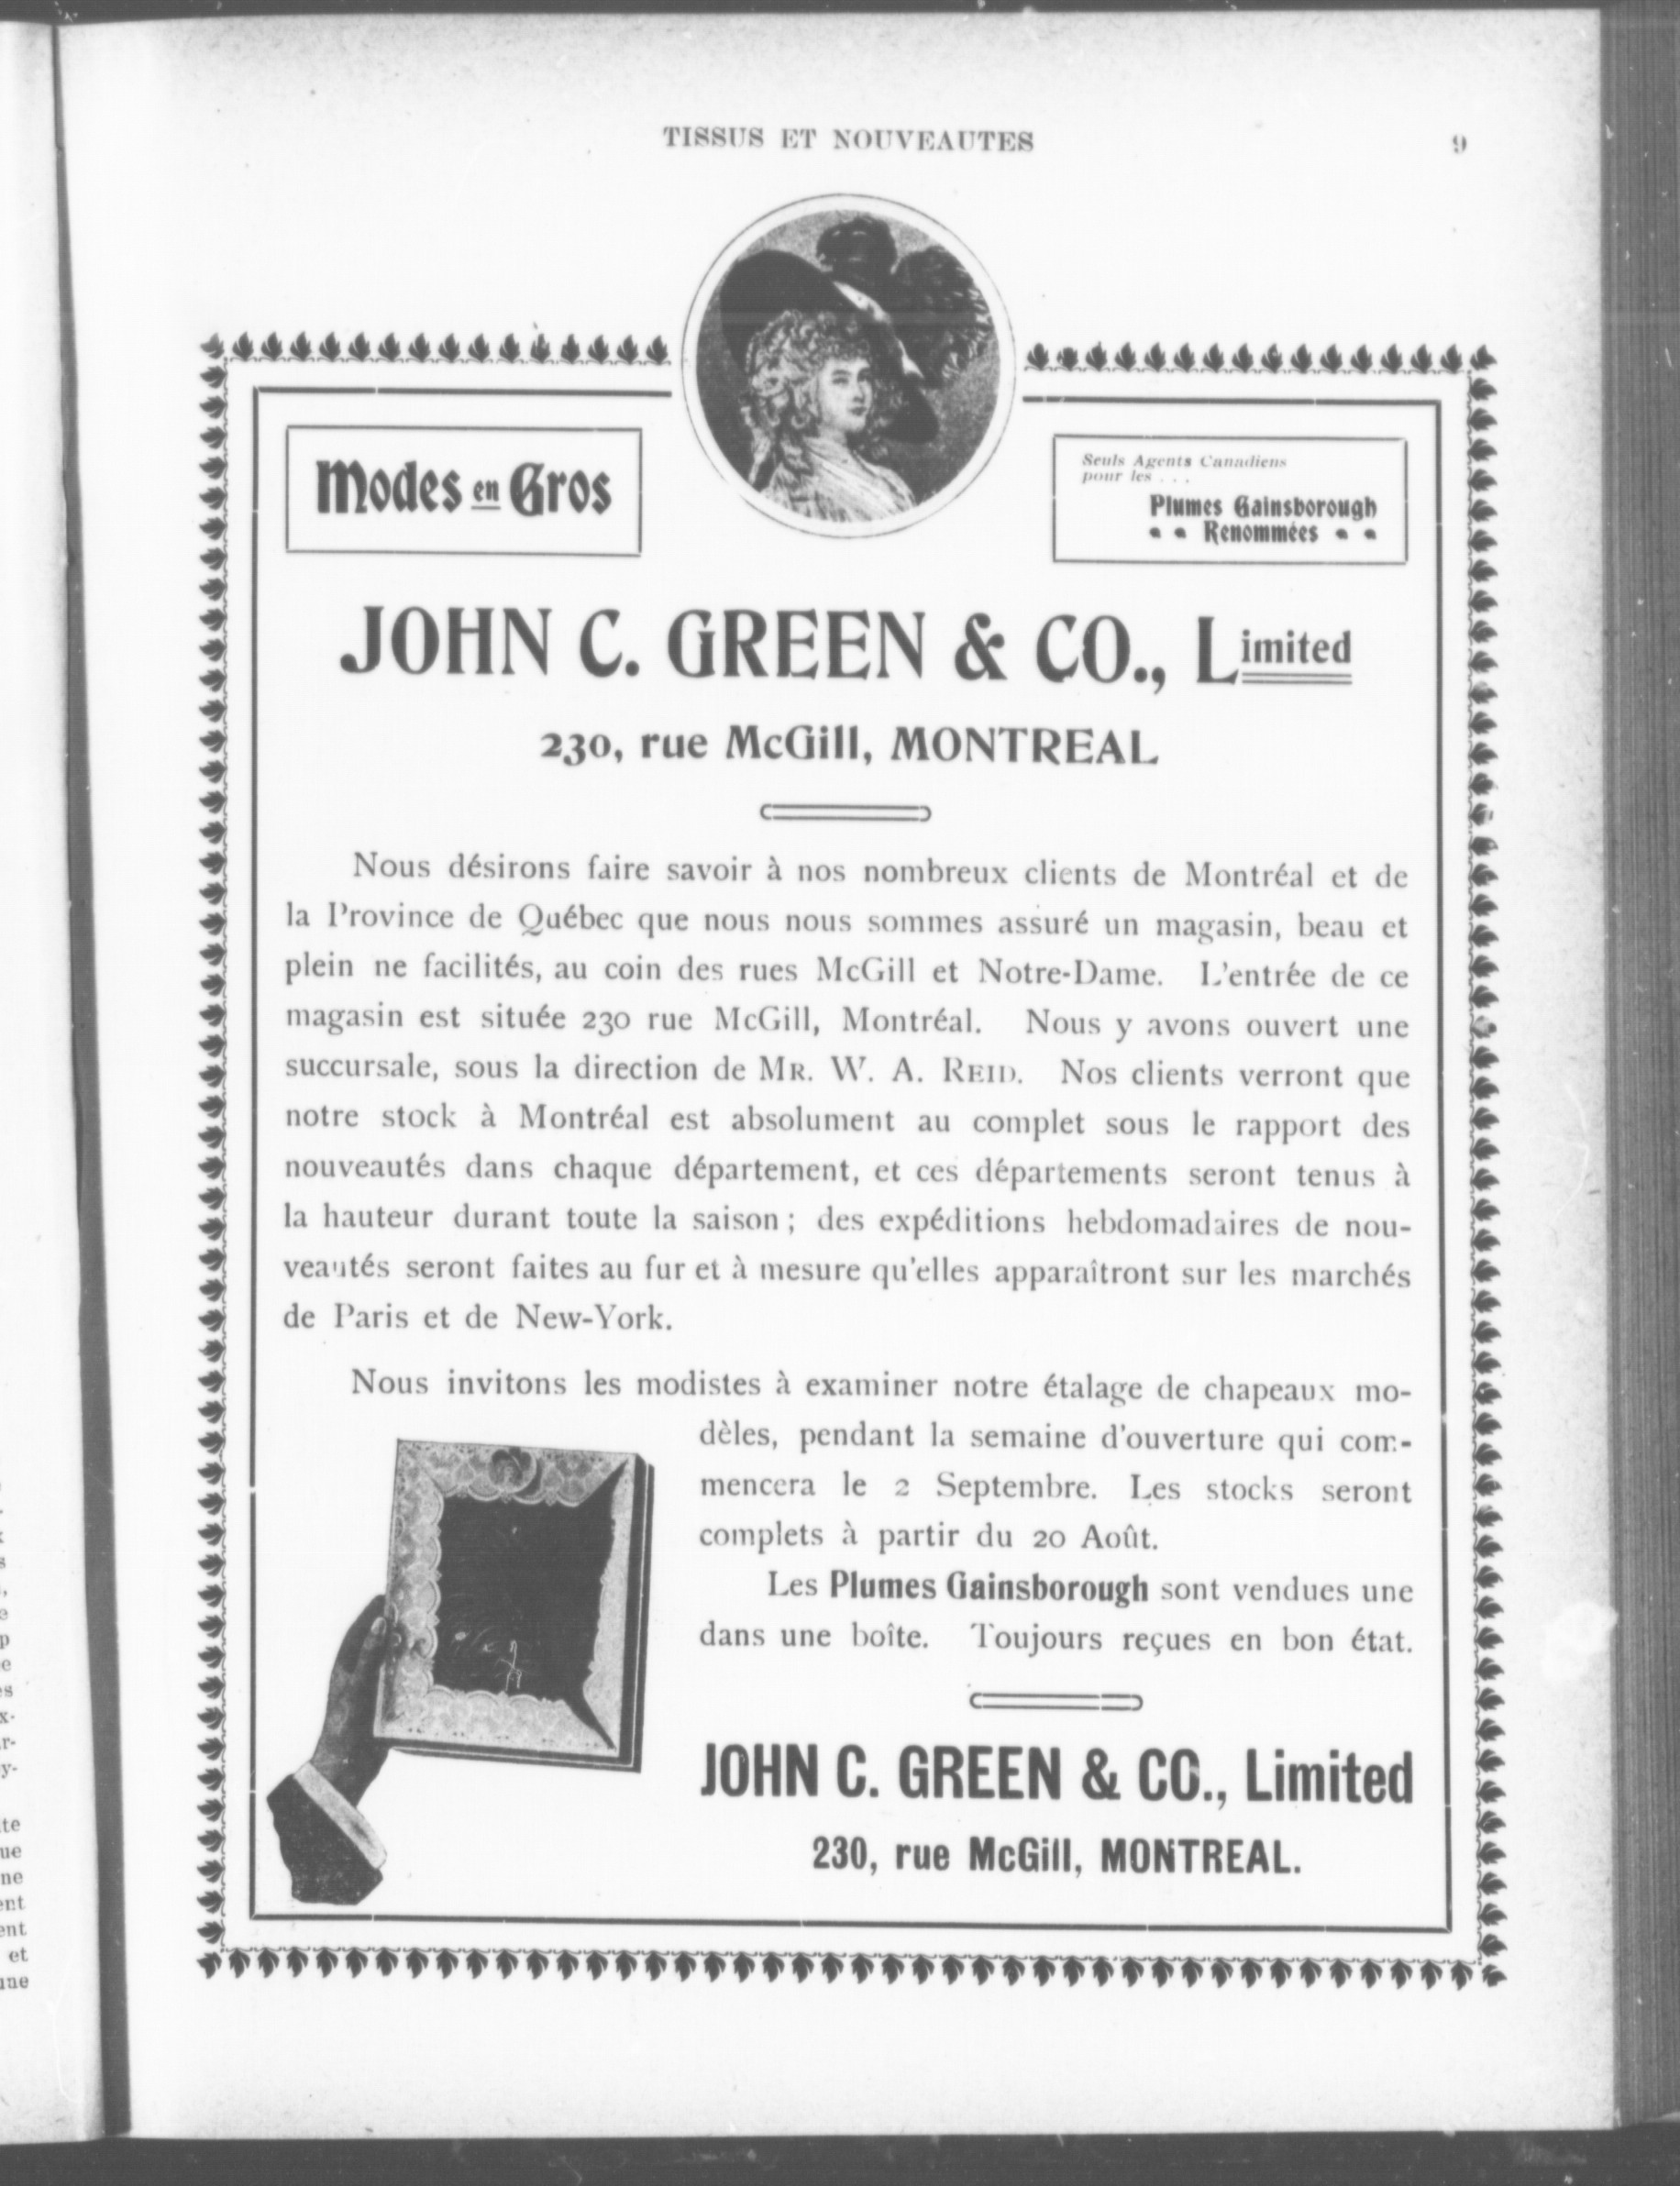 TISSUS ET NOUVEAUTES 9
Modes en Gros
Seuls Agents Canadiens
pour les . . .
Plumes Gainsborough
Renommées
JOHN C. GREEN & CO., Limited
230, rue McGill, MONTREAL
Nous désirons faire savoir à nos nombreux clients de Montréal et de
la Province de Québec que nous nous sommes assuré un magasin, beau et
plein ne facilités, au coin des rues McGill et Notre-Dame. L'entrée de ce
magasin est située 230 rue McGill, Montréal. Nous y avons ouvert une
succursale, sous la direction de MR. W. A. REID. Nos clients verront que
notre stock à Montréal est absolument au complet sous le rapport des
nouveautés dans chaque département, et ces départements seront tenus à
la hauteur durant toute la saison ; des expéditions hebdomadaires de nou-
veautés seront faites au fur et à mesure qu'elles apparaîtront sur les marchés
de Paris et de New-York.
Nous invitons les modistes à examiner notre étalage de chapeaux mo-
dèles, pendant la semaine d'ouverture qui com-
mencera le 2 Septembre. Les stocks seront
complets à partir du 20 Août.
Les Plumes Gainsborough sont vendues une
dans une boîte. Toujours reçues en bon état.
JOHN C. GREEN & CO., Limited
230, rue McGill, MONTREAL.